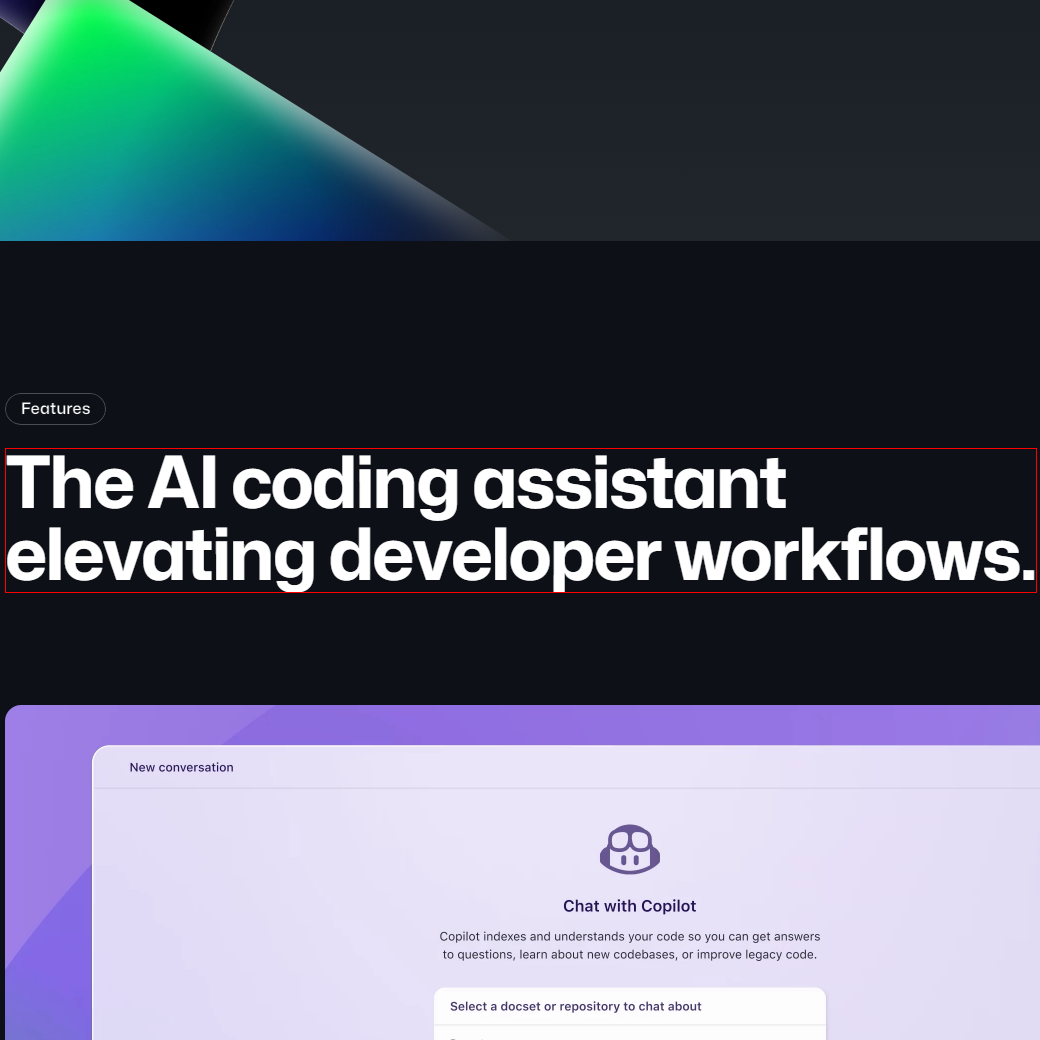 Features
The AI coding assistant
elevating developer workflows.
New conversation
Chat with Copilot
Copilot indexes and understands your code so you can get answers
to questions, learn about new codebases, or improve legacy code.
Select a docset or repository to chat about